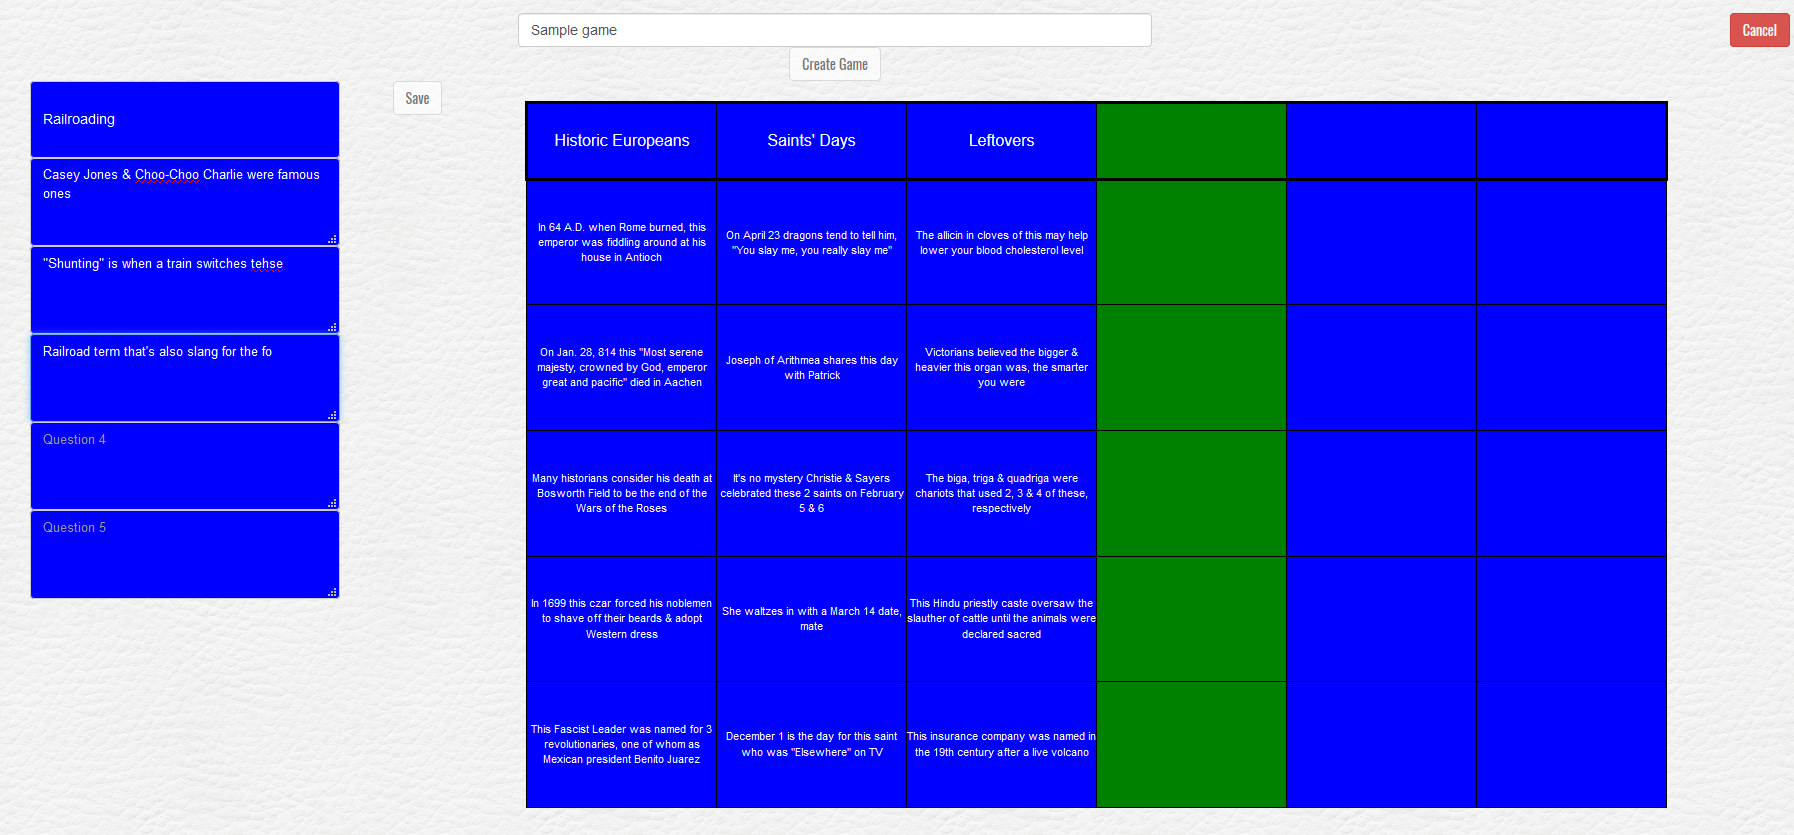 Sample game
Cancel
Create Game
Save
Railroading
Casey Jones & Choo-Choo Charlie were famous
ones
"Shunting" is when a train switches tehse
Railroad term that's also slang for the fo
Question 4
Question 5
Historic Europeans
Saints' Days
Leftovers
In 64 A.D. when Rome burned, this
emperor was fiddling around at his
house in Antioch
On April 23 dragons tend to tell him,
"You slay me, you really slay me"
The allicin in cloves of this may help
lower your blood cholesterol level
On Jan. 28, 814 this "Most serene
majesty, crowned by God, emperor
great and pacific" died in Aachen
Joseph of Arithmea shares this day
with Patrick
Victorians believed the bigger &
heavier this organ was, the smarter
you were
Many historians consider his death at
Bosworth Field to be the end of the
Wars of the Roses
It's no mystery Christie & Sayers
celebrated these 2 saints on February
5 & 6
The biga, triga & quadriga were
chariots that used 2, 3 & 4 of these,
respectively
In 1699 this czar forced his noblemen
to shave off their beards & adopt
Western dress
She waltzes in with a March 14 date,
mate
This Hindu priestly caste oversaw the
slauther of cattle until the animals were
declared sacred
This Fascist Leader was named for 3
revolutionaries, one of whom as
Mexican president Benito Juarez
December 1 is the day for this saint
who was "Elsewhere" on TV
This insurance company was named in
the 19th century after a live volcano